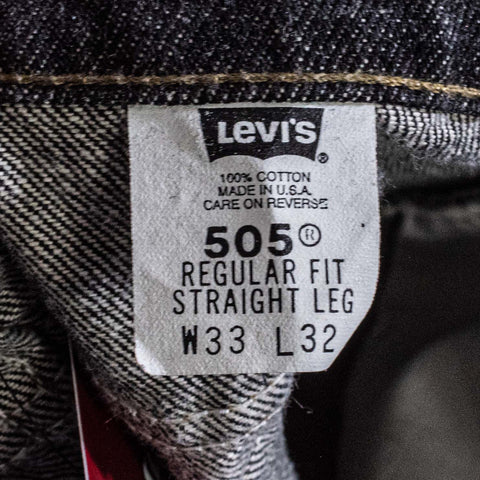 Levi's®
100% COTTON
MADE IN U.S.A.
CARE ON REVERSE
505®
REGULAR FIT
STRAIGHT LEG
W33 L32